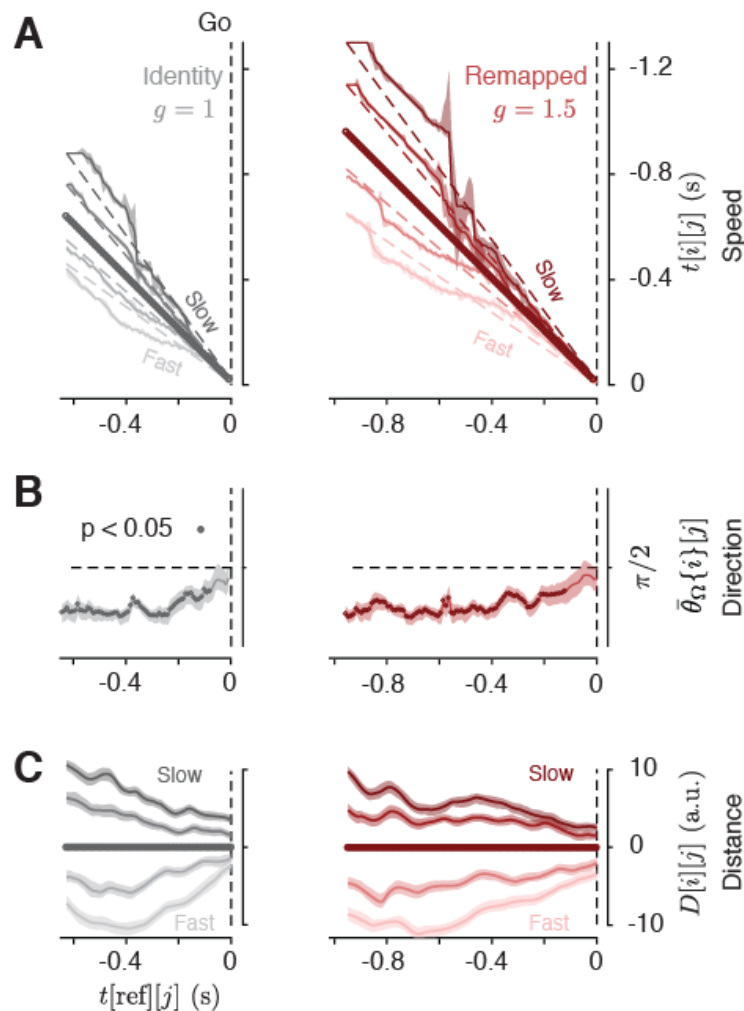 A
Go
Identity
g = 1
Slow
Fast
-0.4
0
Remapped
g = 1.5
Slow
Fast
-0.8
-0.4
0
-1.2
-0.8
-0.4
0
t[i][j] (s)
Speed
B
p < 0.05
-0.4
0
-0.8
-0.4
0
π/2
θ̄Ω{i}[j]
Direction
C
Slow
Fast
-0.4
0
t[ref][j] (s)
Slow
Fast
-0.8
-0.4
0
10
0
-10
D[i][j] (a.u.)
Distance